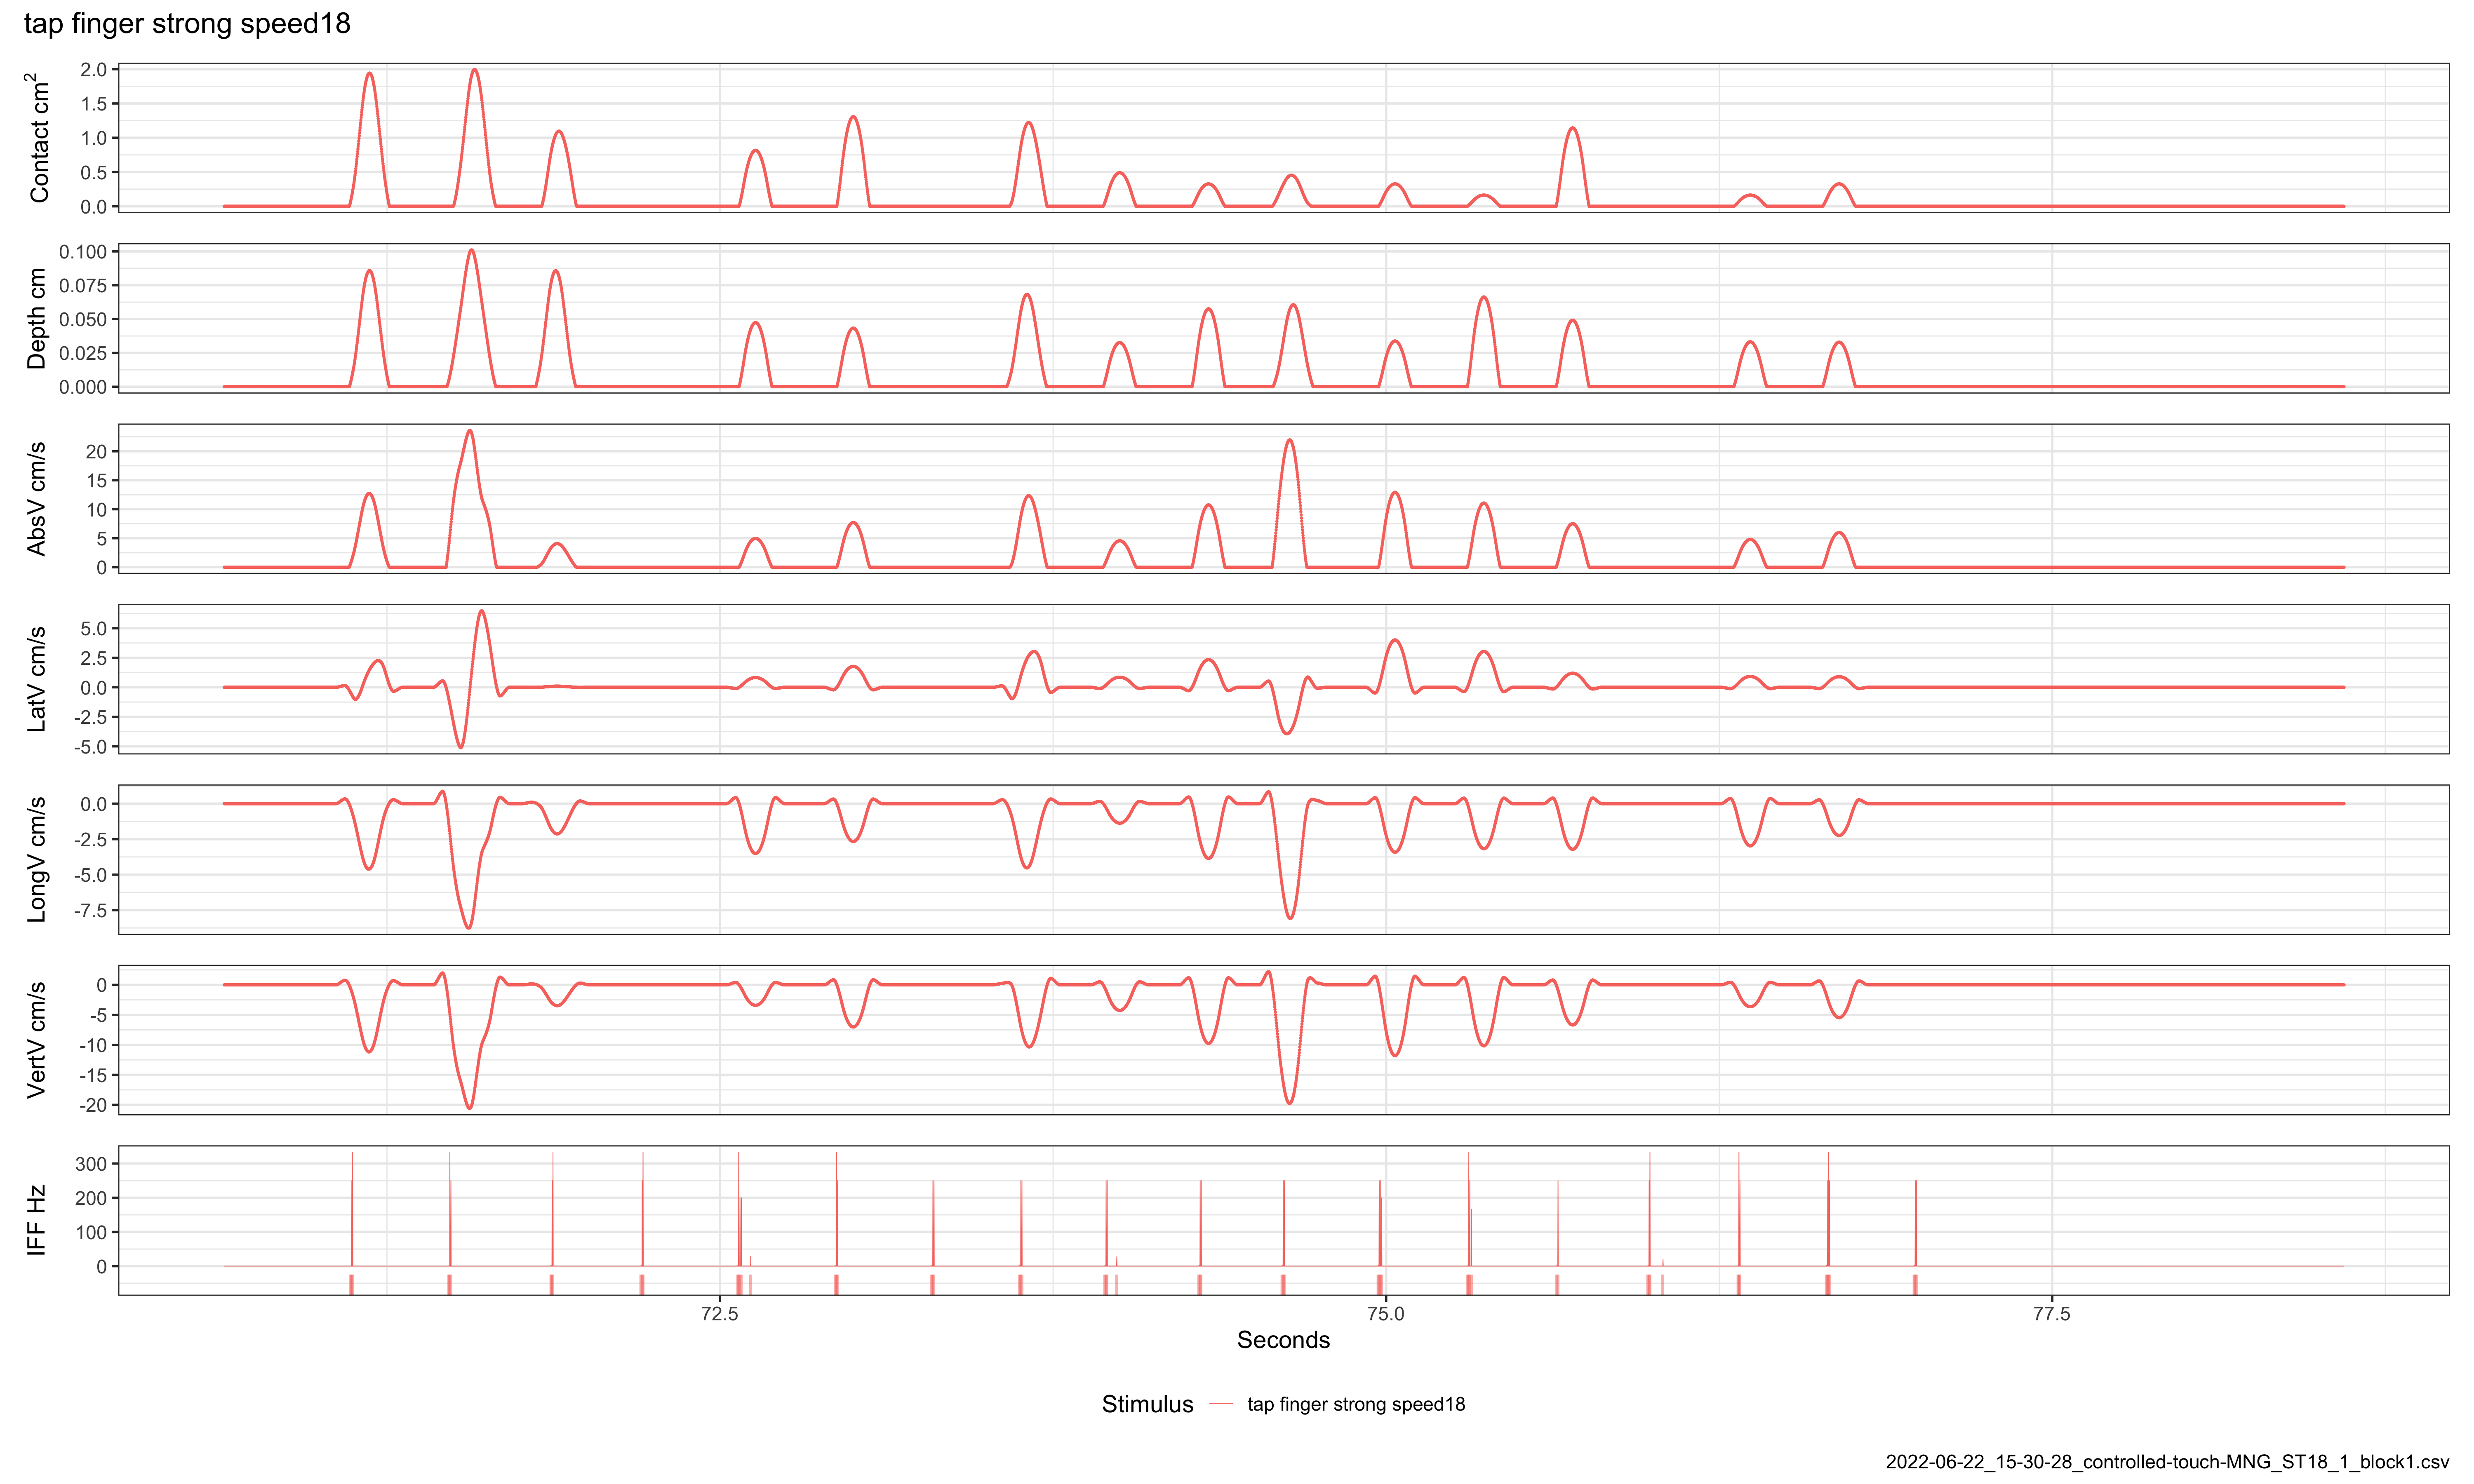 tap finger strong speed18
Contact cm²
2.0
1.5
1.0
0.5
0.0
Depth cm
0.100
0.075
0.050
0.025
0.000
AbsV cm/s
20
15
10
5
0
LatV cm/s
5.0
2.5
0.0
-2.5
-5.0
LongV cm/s
0.0
-2.5
-5.0
-7.5
VertV cm/s
0
-5
-10
-15
-20
IFF Hz
300
200
100
0
72.5 75.0 77.5
Seconds
Stimulus tap finger strong speed18
2022-06-22_15-30-28_controlled-touch-MNG_ST18_1_block1.csv